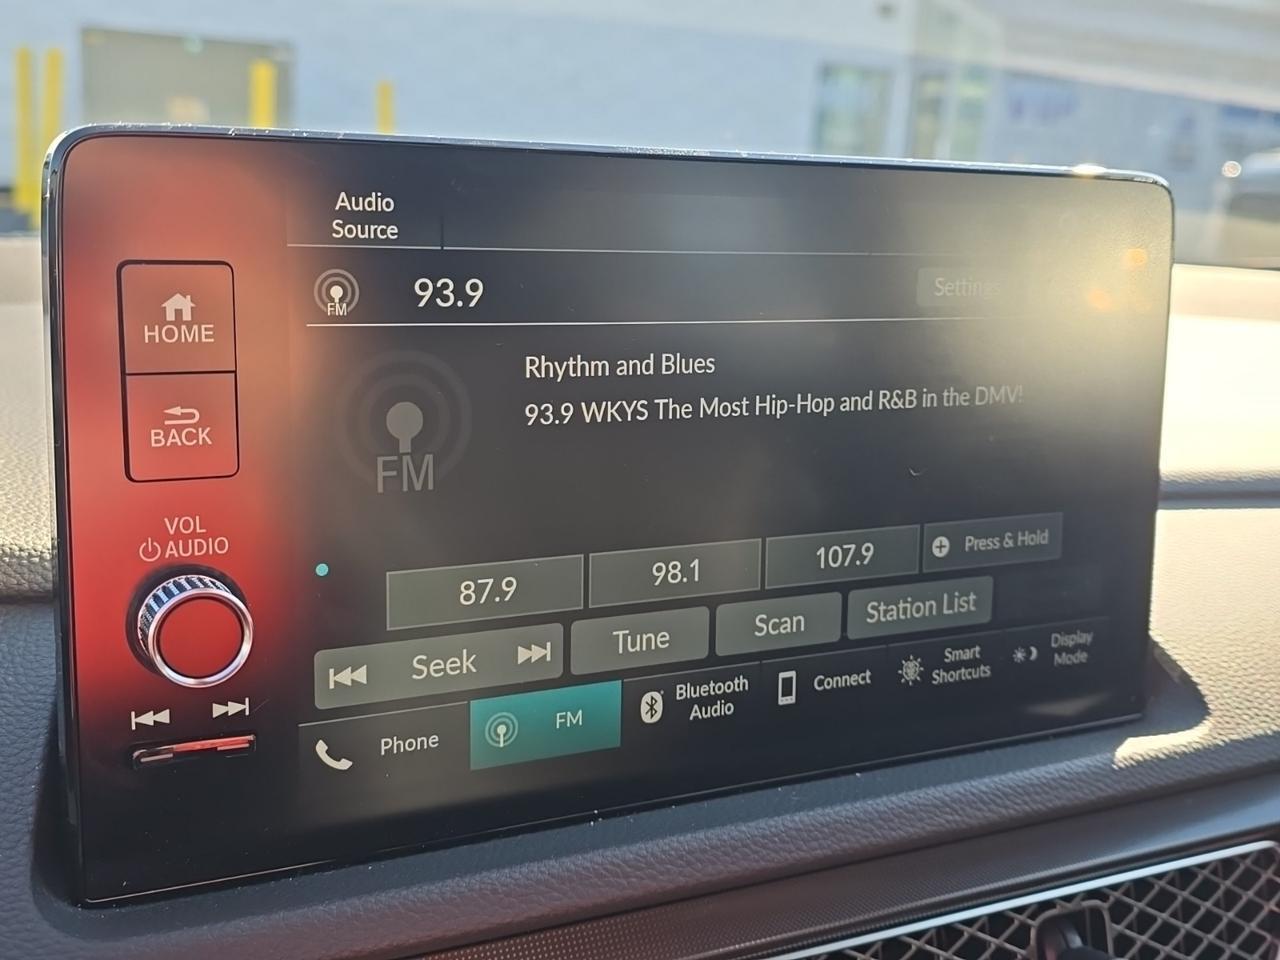 Audio
Source
FM
93.9
Settings
HOME
BACK
VOL
AUDIO
Rhythm and Blues
93.9 WKYS The Most Hip-Hop and R&B in the DMV!
FM
87.9
98.1
107.9
Press & Hold
Seek
Tune
Scan
Station List
Phone
FM
Bluetooth
Audio
Connect
Smart
Shortcuts
Display
Mode